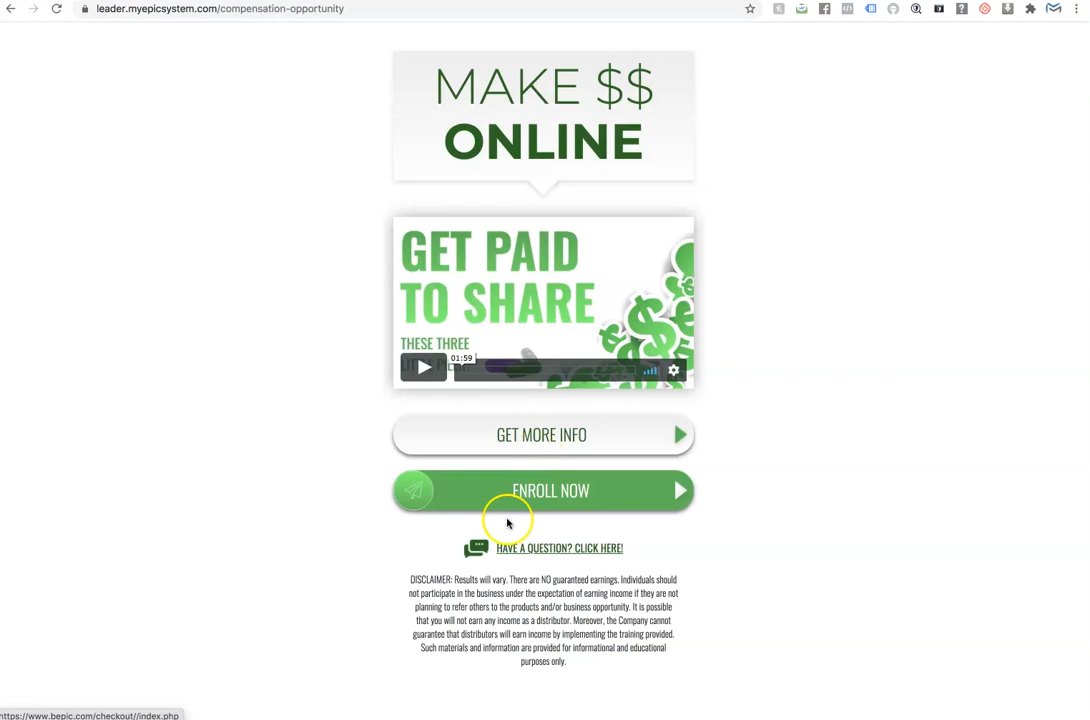 leader.myepicsystem.com/compensation-opportunity
MAKE $$
ONLINE
GET PAID
TO SHARE
THESE THREE
LITTLE PILLS
01:59
GET MORE INFO
ENROLL NOW
HAVE A QUESTION? CLICK HERE!
DISCLAIMER: Results will vary. There are NO guaranteed earnings. Individuals should
not participate in the business under the expectation of earning income if they are not
planning to refer others to the products and/or business opportunity. It is possible
that you will not earn any income as a distributor. Moreover, the Company cannot
guarantee that distributors will earn income by implementing the training provided.
Such materials and information are provided for informational and educational
purposes only.
https://www.bepic.com/checkout//index.php